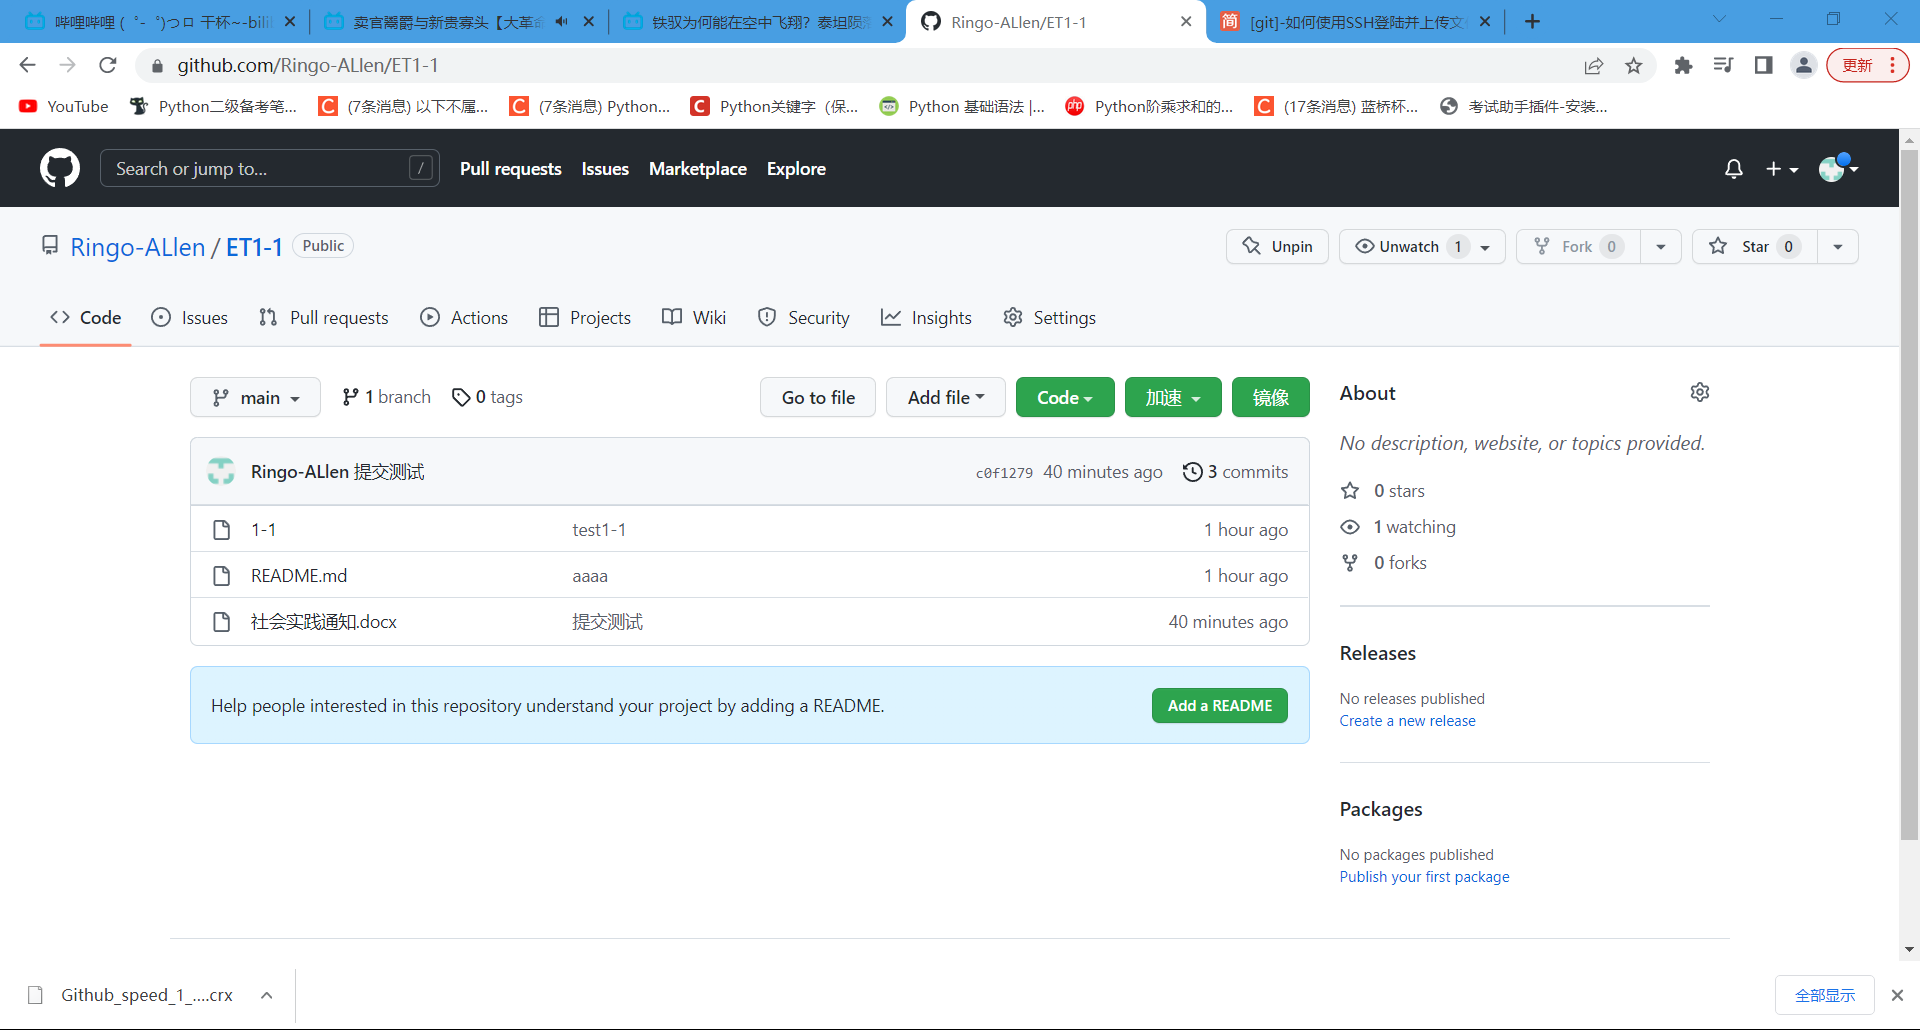 哔哩哔哩 (゜-゜)つロ 干杯~-bili
卖官鬻爵与新贵寡头【大革命
铁驭为何能在空中飞翔？泰坦陨落
Ringo-ALlen/ET1-1
简 [git]-如何使用SSH登陆并上传文
github.com/Ringo-ALlen/ET1-1
更新
YouTube
Python二级备考笔...
C (7条消息) 以下不属...
C (7条消息) Python...
C Python关键字（保...
Python 基础语法 |...
php Python阶乘求和的...
C (17条消息) 蓝桥杯...
考试助手插件-安装...
Search or jump to...
/
Pull requests
Issues
Marketplace
Explore
Ringo-ALlen / ET1-1
Public
Unpin
Unwatch 1
Fork 0
Star 0
Code
Issues
Pull requests
Actions
Projects
Wiki
Security
Insights
Settings
main
1 branch
0 tags
Go to file
Add file
Code
加速
镜像
Ringo-ALlen 提交测试
c0f1279 40 minutes ago
3 commits
1-1
test1-1
1 hour ago
README.md
aaaa
1 hour ago
社会实践通知.docx
提交测试
40 minutes ago
Help people interested in this repository understand your project by adding a README.
Add a README
About
No description, website, or topics provided.
0 stars
1 watching
0 forks
Releases
No releases published
Create a new release
Packages
No packages published
Publish your first package
Github_speed_1_....crx
全部显示